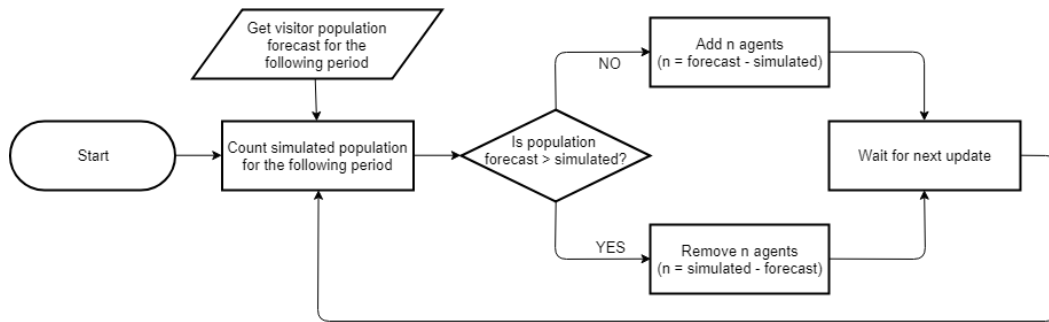 Get visitor population
forecast for the
following period
Start
Count simulated population
for the following period
Is population
forecast > simulated?
NO
Add n agents
(n = forecast - simulated)
YES
Remove n agents
(n = simulated - forecast)
Wait for next update